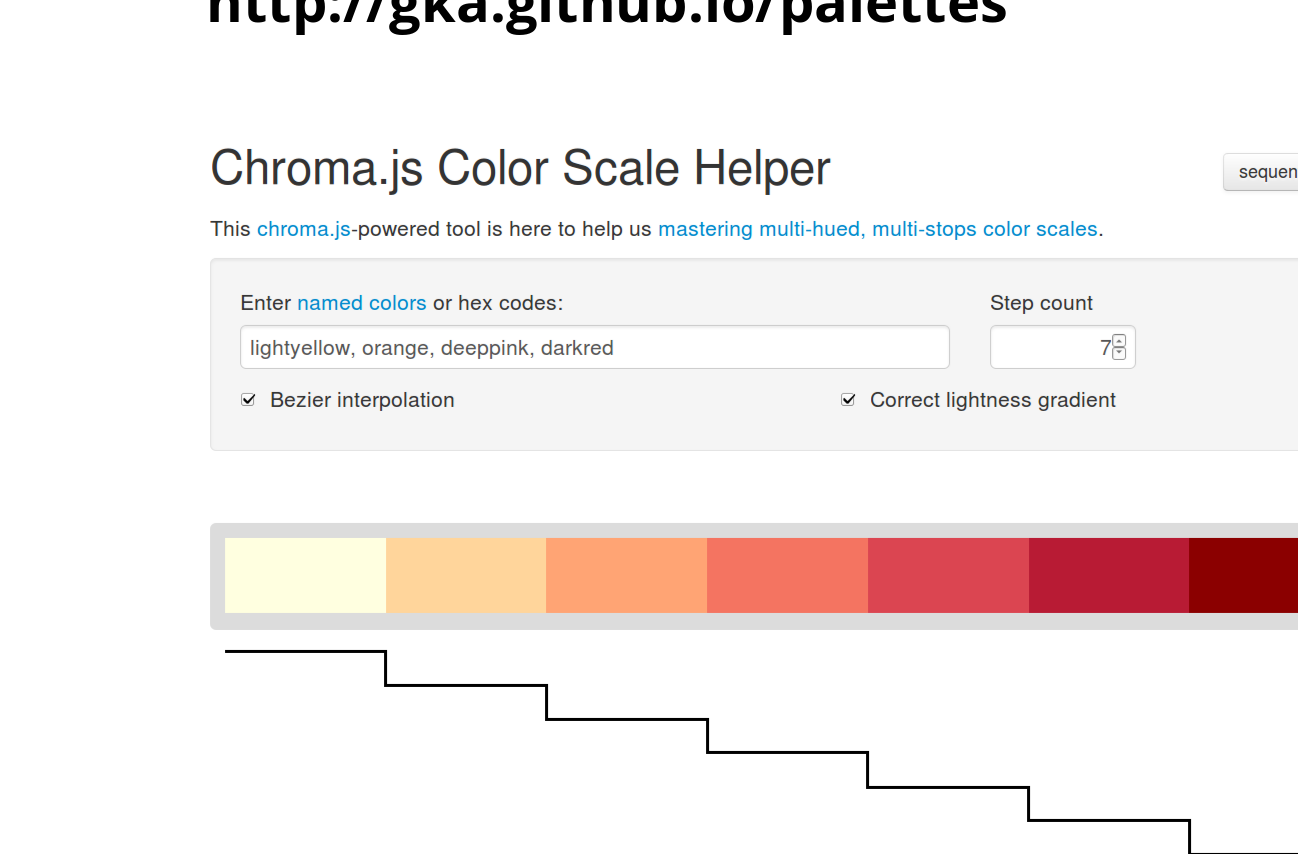 http://gka.github.io/palettes
Chroma.js Color Scale Helper
sequen
This chroma.js-powered tool is here to help us mastering multi-hued, multi-stops color scales.
Enter named colors or hex codes:
Step count
lightyellow, orange, deeppink, darkred
7
Bezier interpolation
Correct lightness gradient